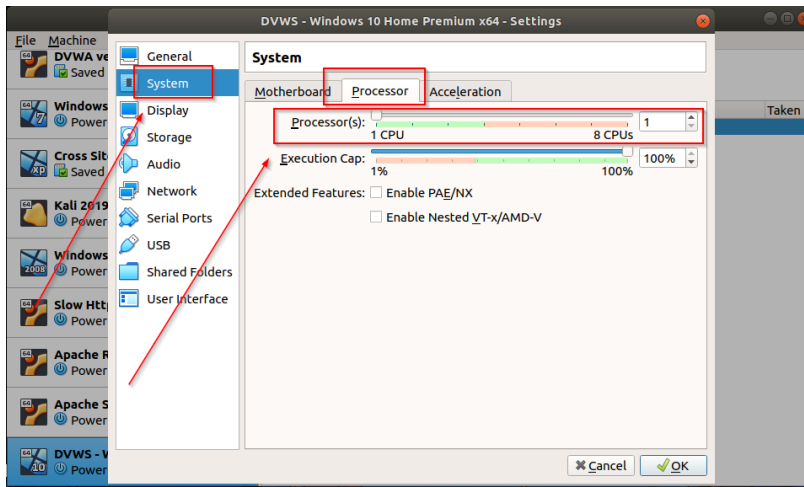 DVWS - Windows 10 Home Premium x64 - Settings
File Machine
DVWA ve
Saved
Windows
Power
Cross Sit
Saved
Kali 2019
Power
Windows
Power
Slow Htt
Power
Apache R
Power
Apache S
Power
DVWS - W
Power
General
System
Display
Storage
Audio
Network
Serial Ports
USB
Shared Folders
User Interface
System
Motherboard Processor Acceleration
Processor(s): 1
1 CPU 8 CPUs
Execution Cap: 100%
1% 100%
Extended Features: Enable PAE/NX
Enable Nested VT-x/AMD-V
Cancel OK
Taken